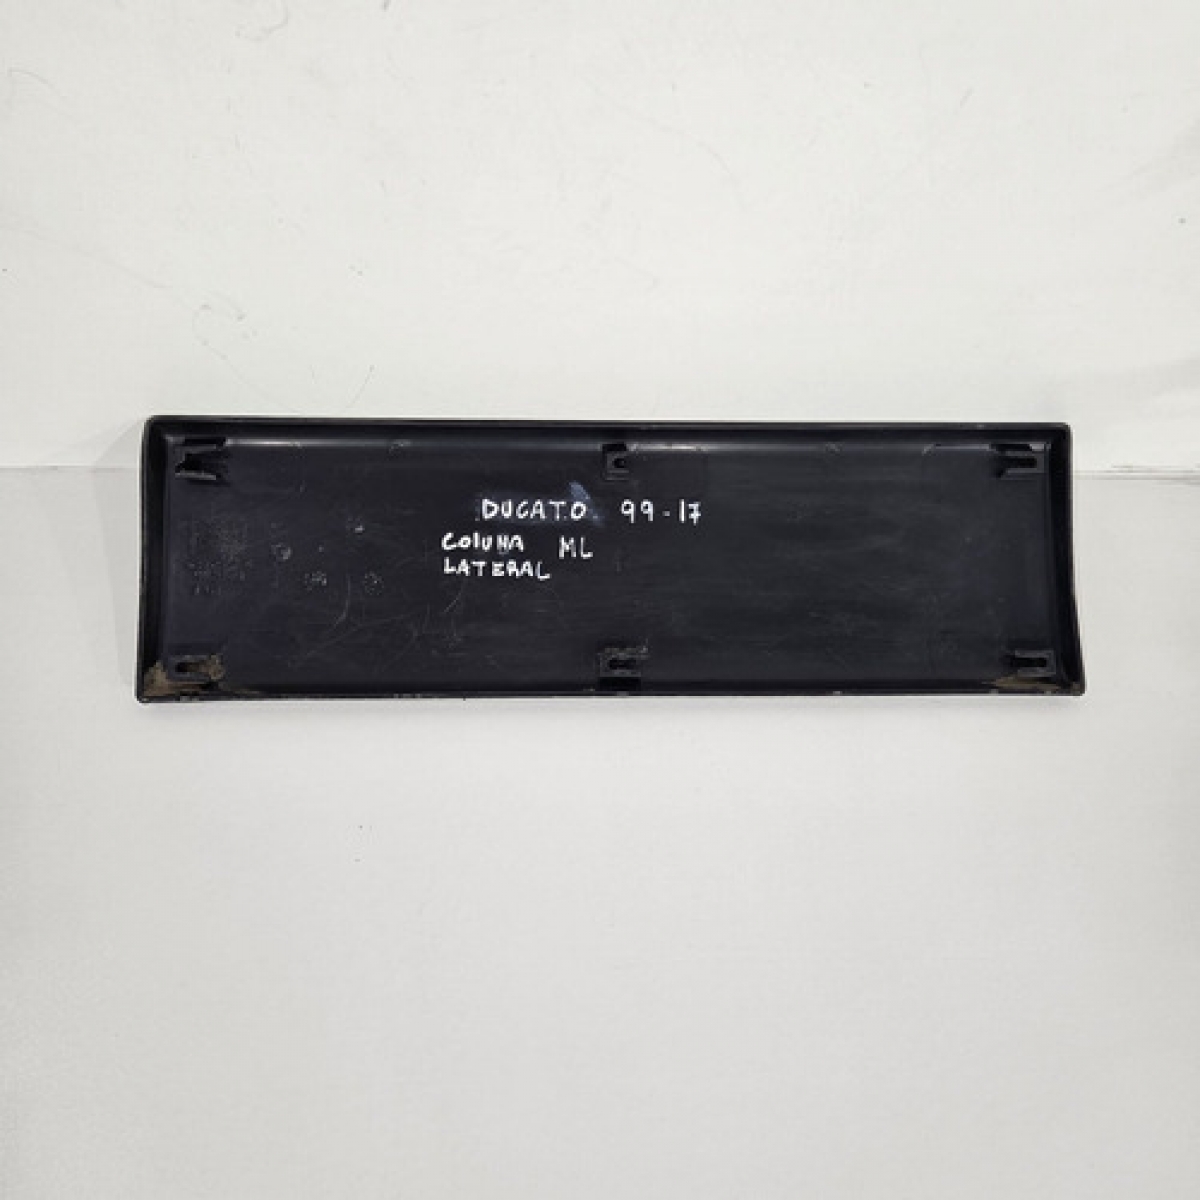 DUCATO 99-17
COlUNA ML
LATERAL